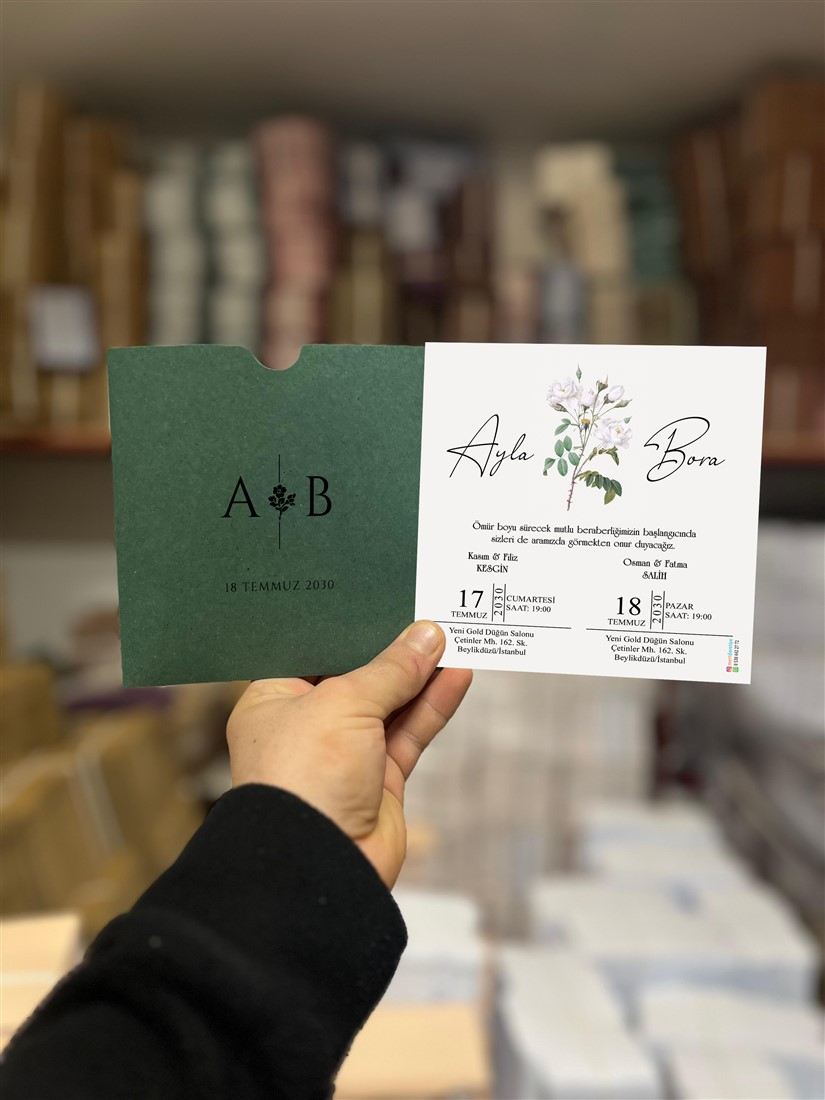 A B
18 TEMMUZ 2030
Ayla Bora
Ömür boyu sürecek mutlu beraberliğimizin başlangıcında
sizleri de aramızda görmekten onur duyacağız.
Kasım & Filiz
KESGİN
Osman & Fatma
SALİH
17
TEMMUZ
2030
CUMARTESİ
SAAT: 19:00
Yeni Gold Düğün Salonu
Çetinler Mh. 162. Sk.
Beylikdüzü/İstanbul
18
TEMMUZ
2030
PAZAR
SAAT: 19:00
Yeni Gold Düğün Salonu
Çetinler Mh. 162. Sk.
Beylikdüzü/İstanbul